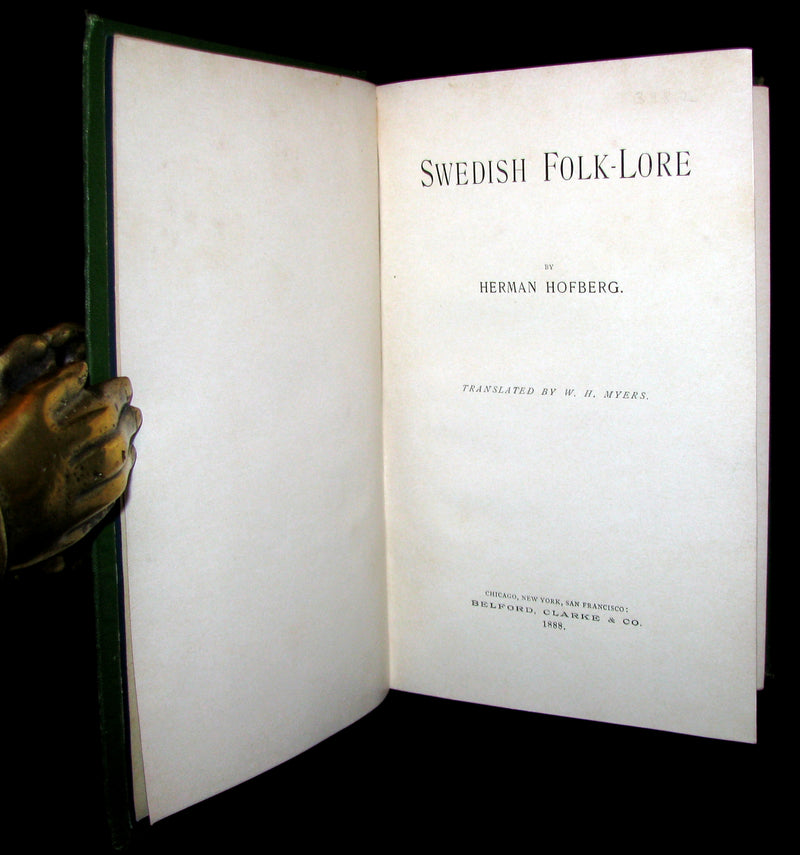 SWEDISH FOLK-LORE
BY
HERMAN HOFBERG.
TRANSLATED BY W. H. MYERS.
CHICAGO, NEW YORK, SAN FRANCISCO:
BELFORD, CLARKE & CO.
1888.